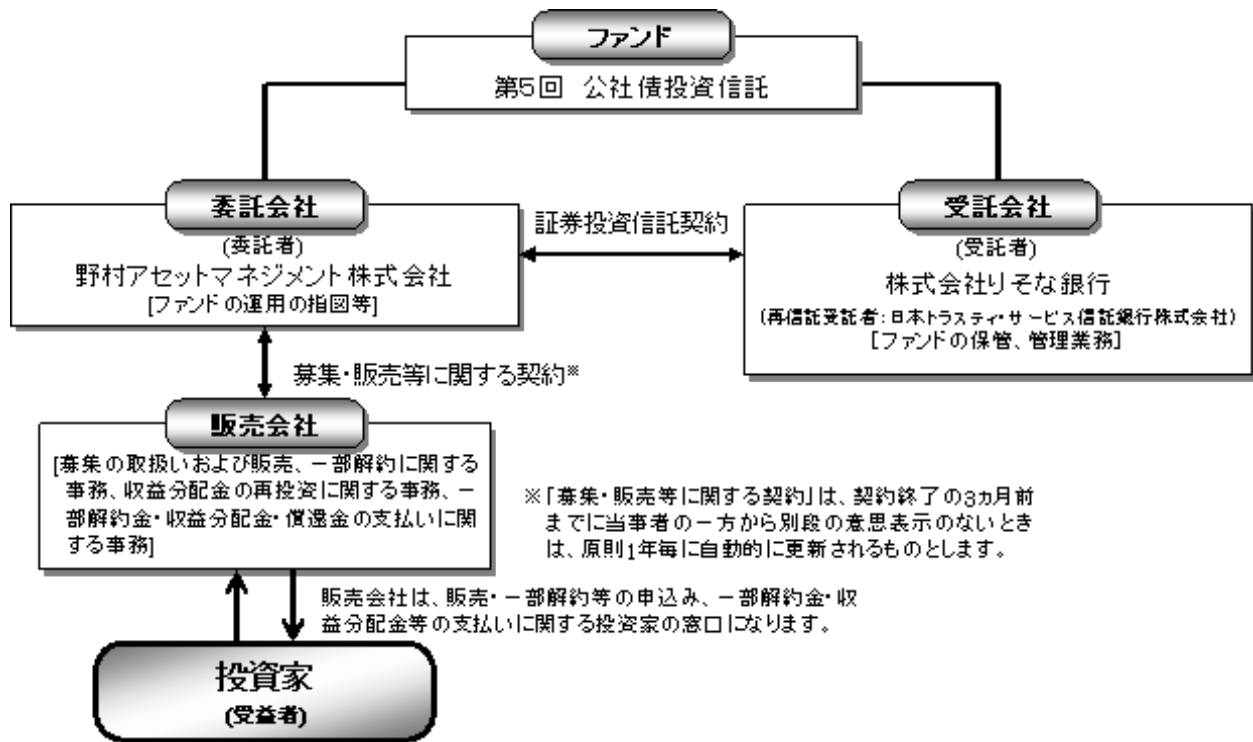 ファンド
第5回 公社債投資信託
委託会社
(委託者)
野村アセットマネジメント株式会社
[ファンドの運用の指図等]
証券投資信託契約
受託会社
(受託者)
株式会社りそな銀行
(再信託受託者:日本トラスティ・サービス信託銀行株式会社)
[ファンドの保管、管理業務]
募集・販売等に関する契約※
販売会社
[募集の取扱いおよび販売、一部解約に関する
事務、収益分配金の再投資に関する事務、一
部解約金・収益分配金・償還金の支払いに関
する事務]
※「募集・販売等に関する契約」は、契約終了の3ヵ月前
までに当事者の一方から別段の意思表示のないとき
は、原則1年毎に自動的に更新されるものとします。
販売会社は、販売・一部解約等の申込み、一部解約金・収
益分配金等の支払いに関する投資家の窓口になります。
投資家
(受益者)